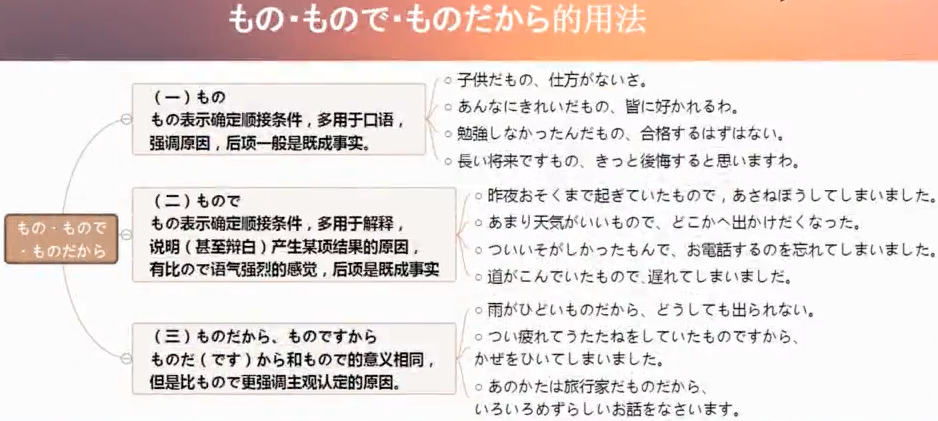 もの・もので・ものだから的用法
もの・もので
・ものだから
（一）もの
もの表示确定顺接条件，多用于口语，
强调原因，后项一般是既成事实。
○ 子供だもの、仕方がないさ。
○ あんなにきれいだもの、皆に好かれるわ。
○ 勉強しなかったんだもの、合格するはずはない。
○ 長い将来ですもの、きっと後悔すると思いますわ。
（二）もので
もの表示确定顺接条件，多用于解释，
说明（甚至辩白）产生某项结果的原因，
有比ので语气强烈的感觉，后项是既成事实
○ 昨夜おそくまで起ぎていたもので，あさねぼうしてしまいました。
○ あまり天気がいいもので、どこかへ出かけだくなった。
○ ついいそがしかったもんで、お電話するのを忘れてしまいました。
○ 道がこんでいたもので、遅れてしまいましだ。
（三）ものだから、ものですから
ものだ（です）から和もので的意义相同，
但是比もので更强调主观认定的原因。
○ 雨がひどいものだから、どうしても出られない。
○ つい疲れてうたたねをしていたものですから、
かぜをひいてしまいました。
○ あのかたは旅行家だものだから、
いろいろめずらしいお話をなさいます。